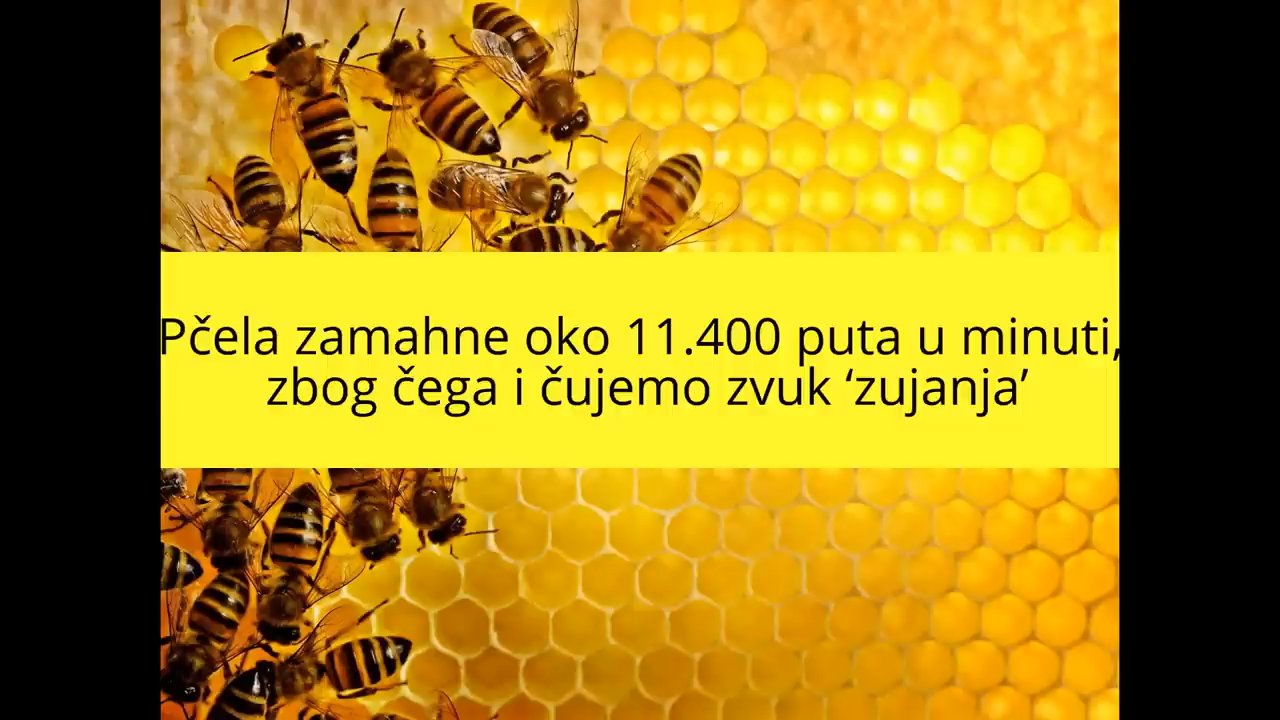 Pčela zamahne oko 11.400 puta u minuti,
zbog čega i čujemo zvuk ‘zujanja’